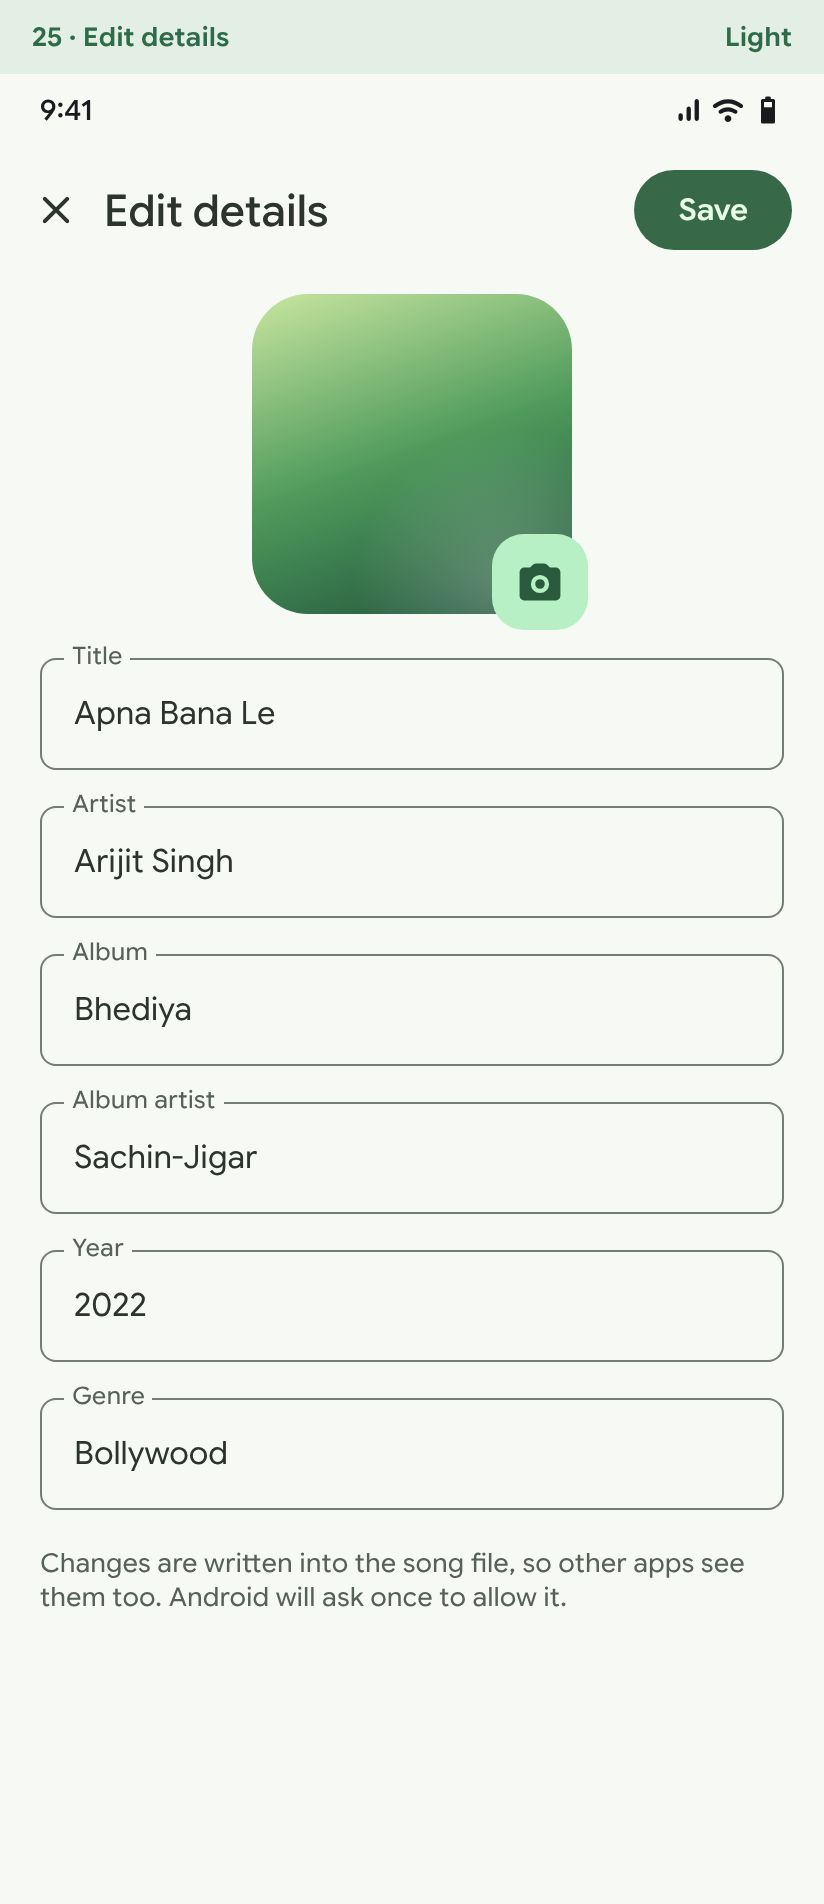 25 · Edit details
Light
9:41
Edit details
Save
Title
Apna Bana Le
Artist
Arijit Singh
Album
Bhediya
Album artist
Sachin-Jigar
Year
2022
Genre
Bollywood
Changes are written into the song file, so other apps see
them too. Android will ask once to allow it.